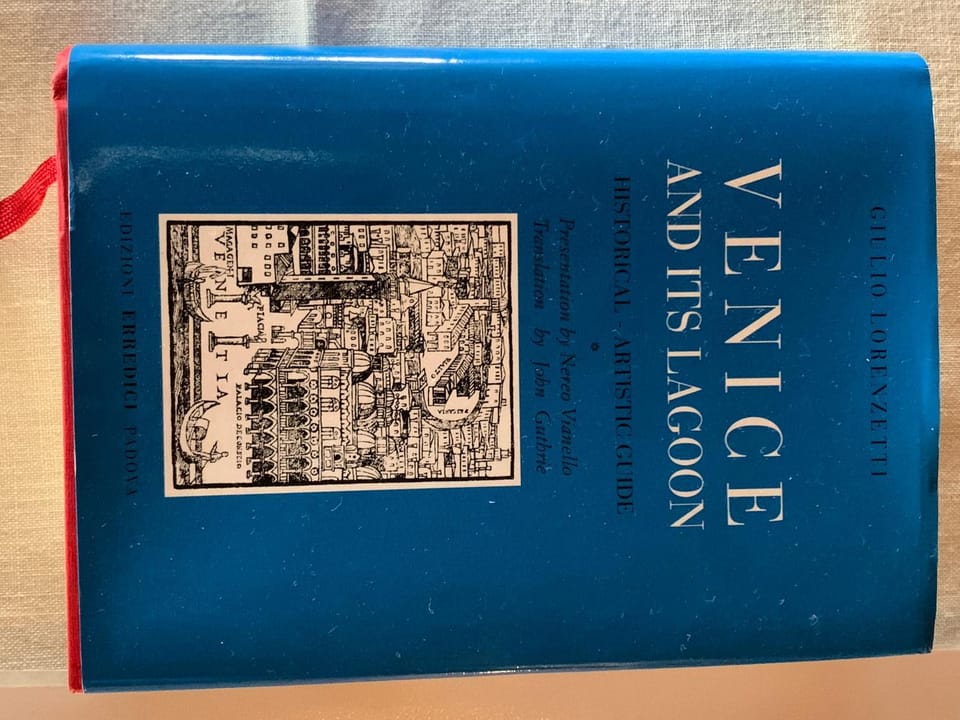 GIULIO LORENZETTI
VENICE
AND ITS LAGOON
HISTORICAL - ARTISTIC GUIDE
*
Presentation by Nereo Vianello
Translation by John Guthrie
VENETIA
EDIZIONI ERREDICI PADOVA